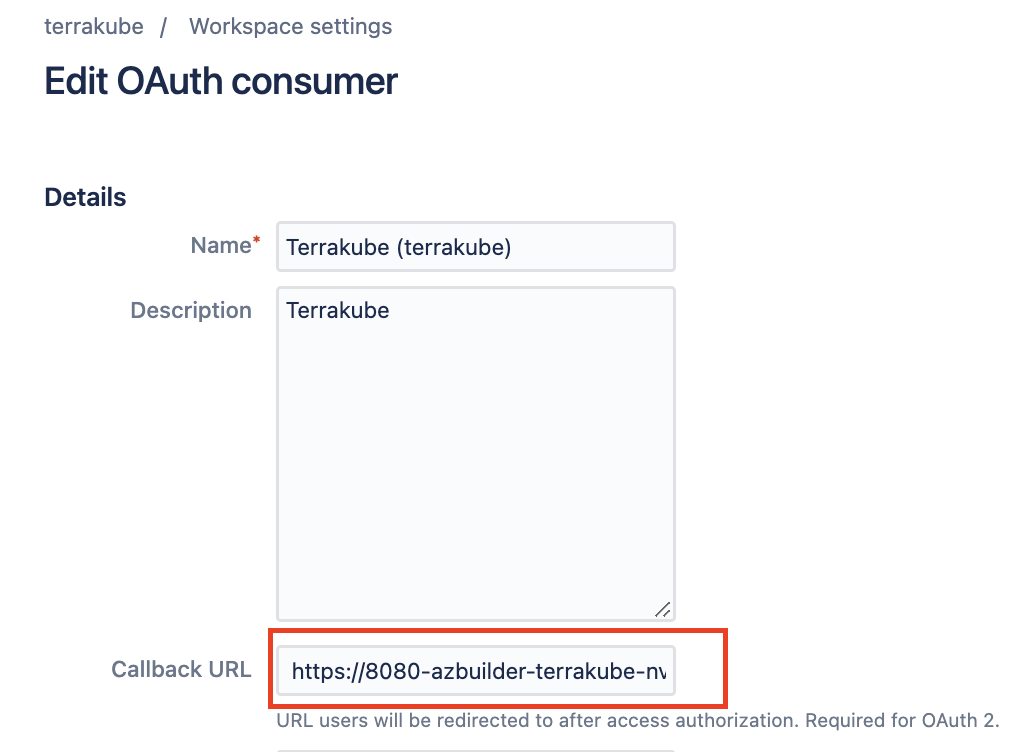 terrakube / Workspace settings
Edit OAuth consumer
Details
Name*
Terrakube (terrakube)
Description
Terrakube
Callback URL
https://8080-azbuilder-terrakube-nv
URL users will be redirected to after access authorization. Required for OAuth 2.